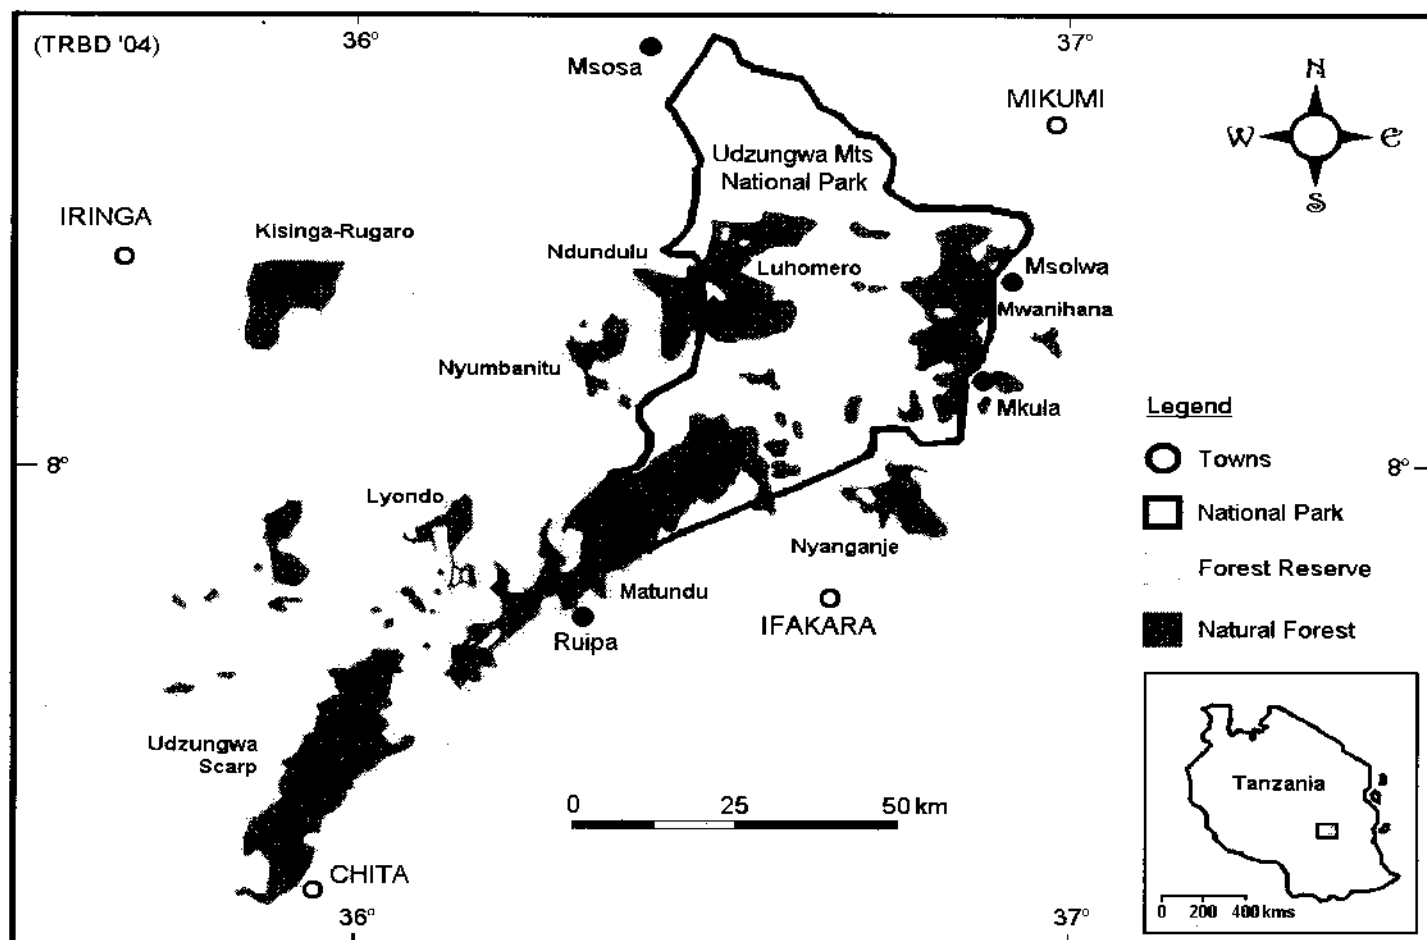 (TRBD '04)
36°
37°
Msosa
MIKUMI
N
W
e
S
Udzungwa Mts
National Park
IRINGA
Kisinga-Rugaro
Ndundulu
Luhomero
Msolwa
Mwanihana
Nyumbanitu
Mkula
Legend
8°
8°
Towns
Lyondo
National Park
Nyanganje
Forest Reserve
Matundu
IFAKARA
Ruipa
Natural Forest
Udzungwa
Scarp
Tanzania
0 25 50 km
CHITA
0 200 400 kms
36°
37°